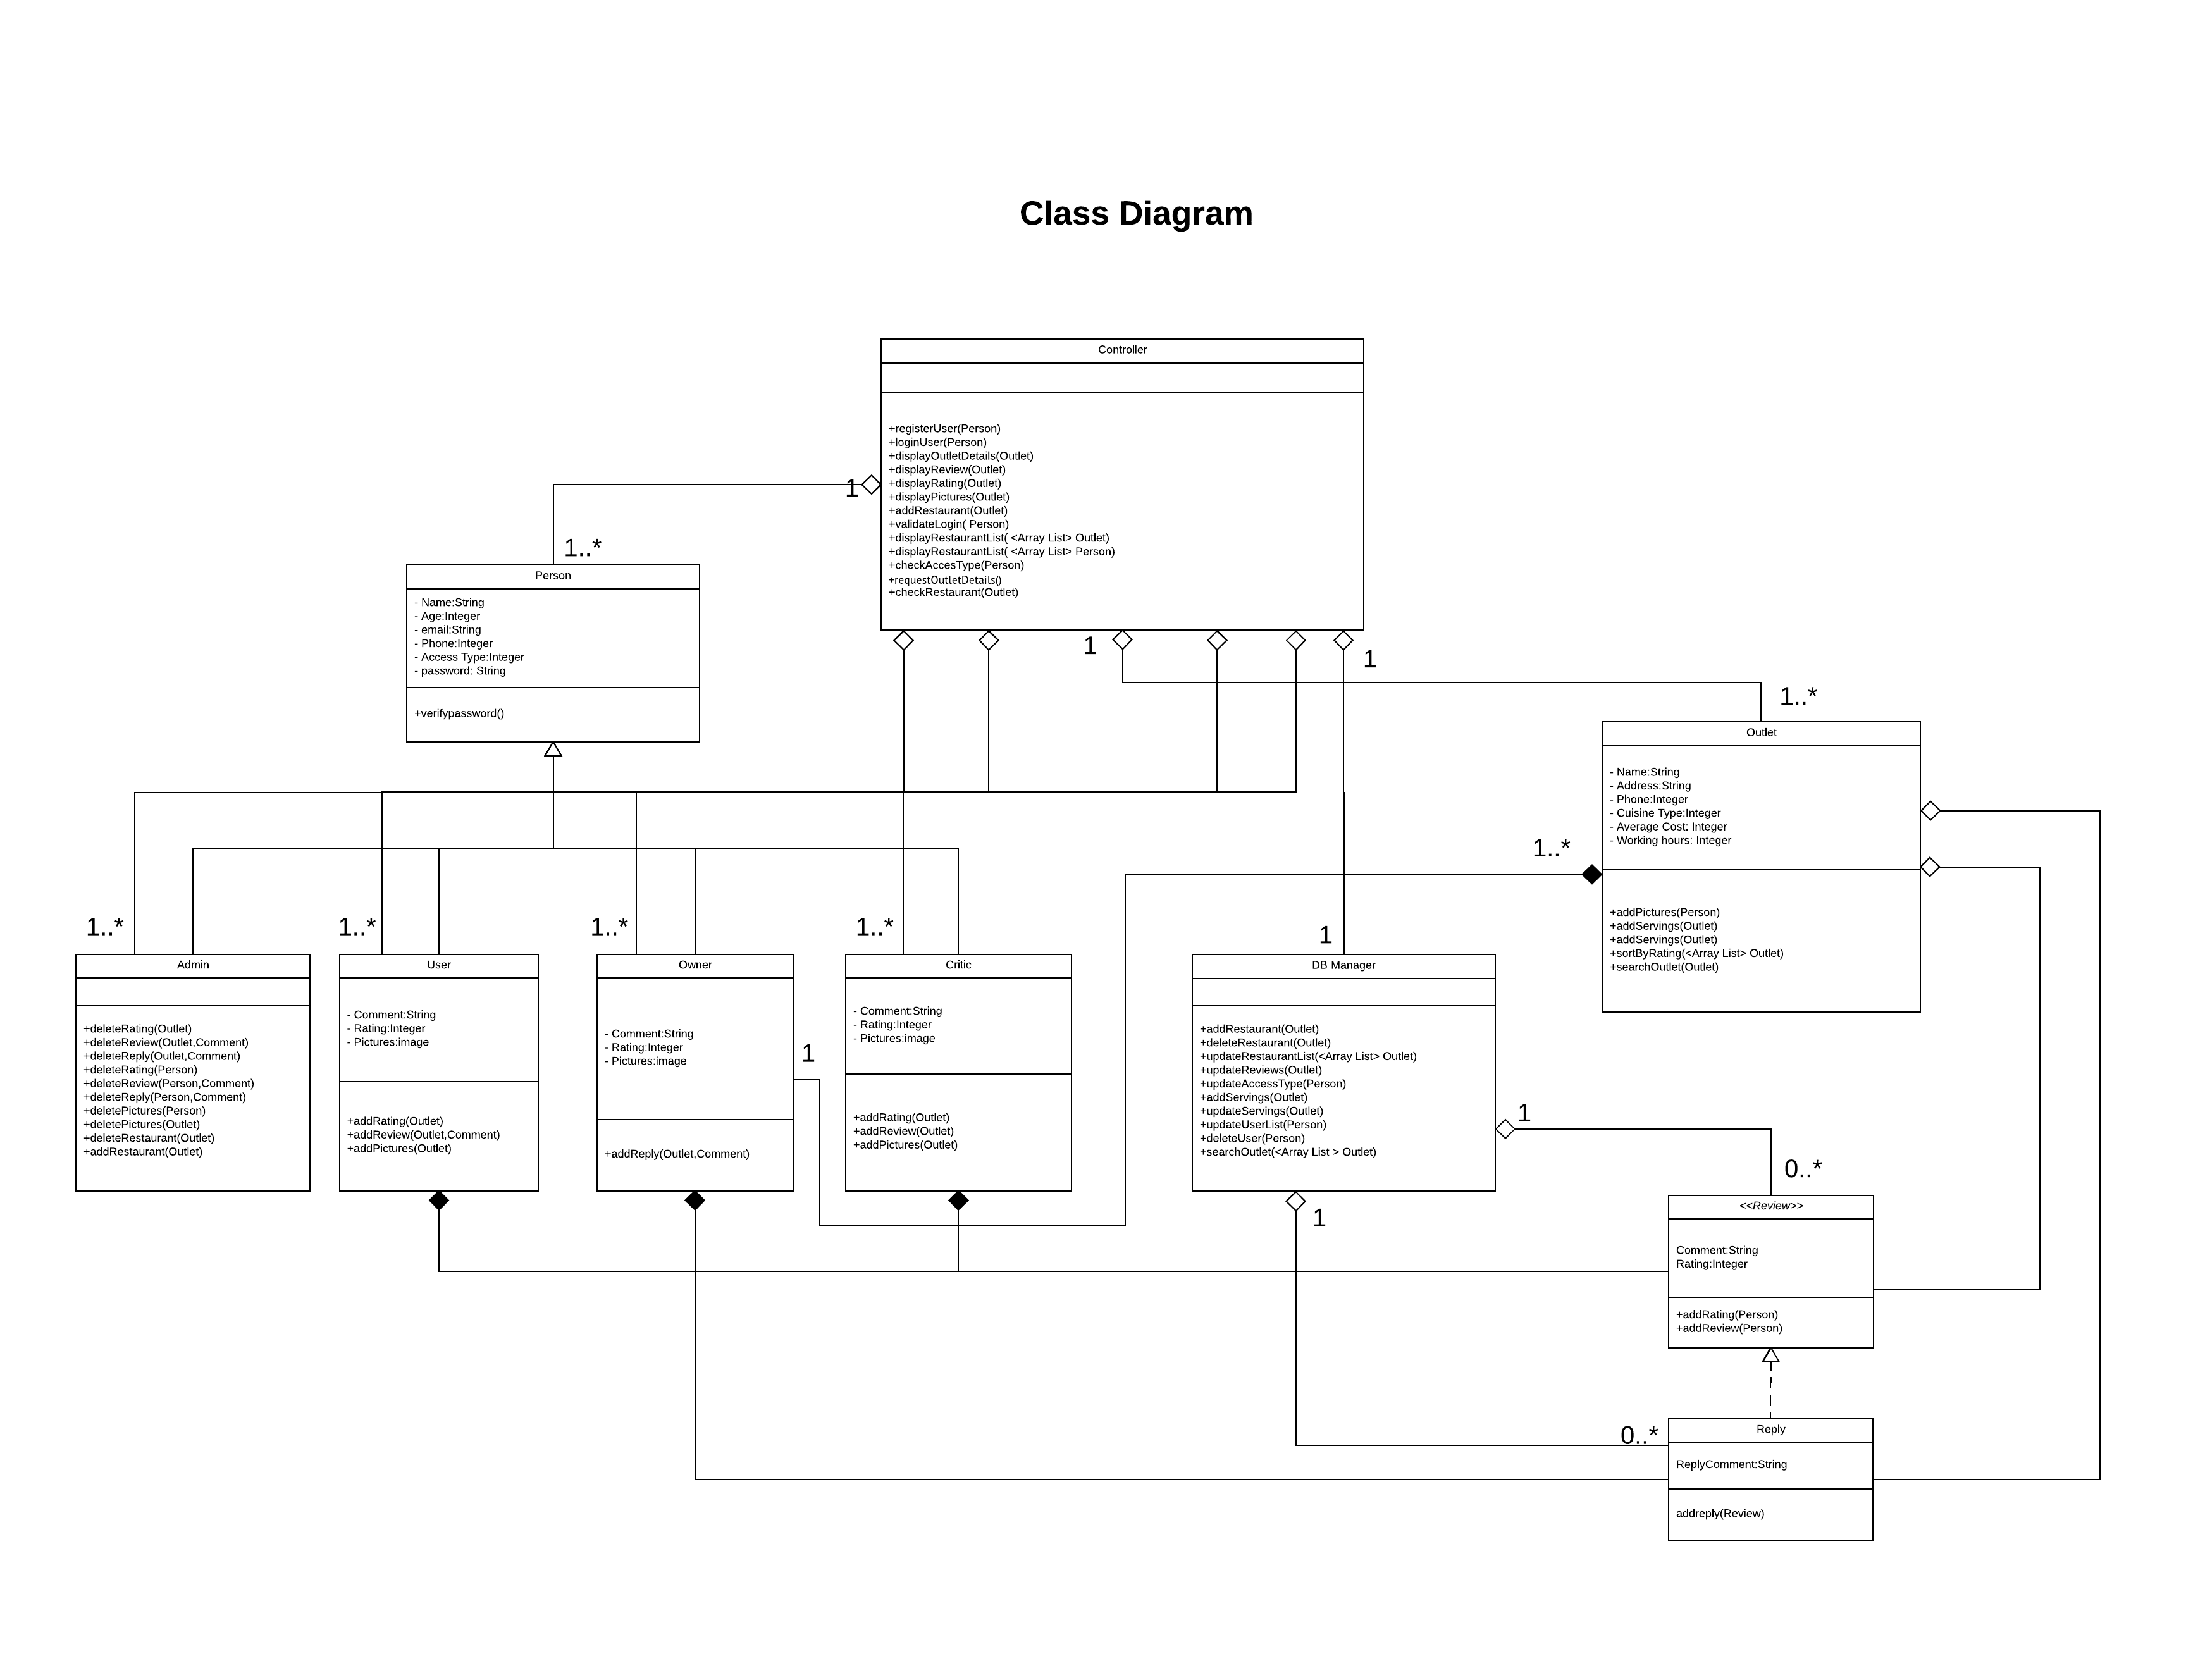 Class Diagram
Controller
+registerUser(Person)
+loginUser(Person)
+displayOutletDetails(Outlet)
+displayReview(Outlet)
+displayRating(Outlet)
+displayPictures(Outlet)
+addRestaurant(Outlet)
+validateLogin( Person)
+displayRestaurantList( <Array List> Outlet)
+displayRestaurantList( <Array List> Person)
+checkAccesType(Person)
+requestOutletDetails()
+checkRestaurant(Outlet)
1
1..*
Person
- Name:String
- Age:Integer
- email:String
- Phone:Integer
- Access Type:Integer
- password: String
+verifypassword()
1
1
1..*
Outlet
- Name:String
- Address:String
- Phone:Integer
- Cuisine Type:Integer
- Average Cost: Integer
- Working hours: Integer
+addPictures(Person)
+addServings(Outlet)
+addServings(Outlet)
+sortByRating(<Array List> Outlet)
+searchOutlet(Outlet)
1..*
1..*
Admin
+deleteRating(Outlet)
+deleteReview(Outlet,Comment)
+deleteReply(Outlet,Comment)
+deleteRating(Person)
+deleteReview(Person,Comment)
+deleteReply(Person,Comment)
+deletePictures(Person)
+deletePictures(Outlet)
+deleteRestaurant(Outlet)
+addRestaurant(Outlet)
1..*
User
- Comment:String
- Rating:Integer
- Pictures:image
+addRating(Outlet)
+addReview(Outlet,Comment)
+addPictures(Outlet)
1..*
Owner
- Comment:String
- Rating:Integer
- Pictures:image
+addReply(Outlet,Comment)
1
1..*
Critic
- Comment:String
- Rating:Integer
- Pictures:image
+addRating(Outlet)
+addReview(Outlet)
+addPictures(Outlet)
1
DB Manager
+addRestaurant(Outlet)
+deleteRestaurant(Outlet)
+updateRestaurantList(<Array List> Outlet)
+updateReviews(Outlet)
+updateAccessType(Person)
+addServings(Outlet)
+updateServings(Outlet)
+updateUserList(Person)
+deleteUser(Person)
+searchOutlet(<Array List > Outlet)
1
1
0..*
<<Review>>
Comment:String
Rating:Integer
+addRating(Person)
+addReview(Person)
0..*
Reply
ReplyComment:String
addreply(Review)